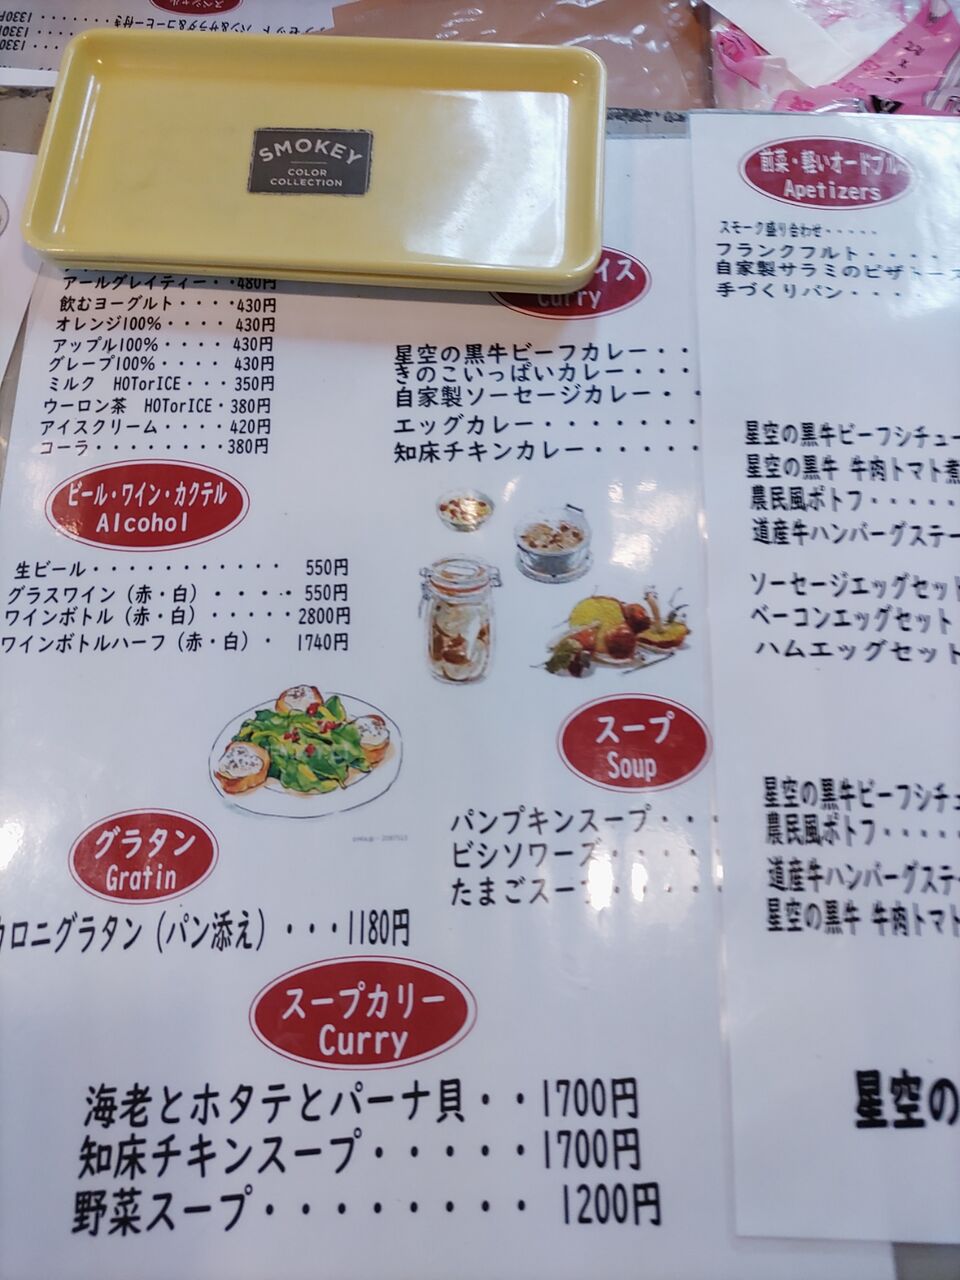 SMOKEY
COLOR
COLLECTION
アールグレイティー・・480円
飲むヨーグルト・・・・430円
オレンジ100%・・・・430円
アップル100%・・・・430円
グレープ100%・・・・430円
ミルク HOTorICE・・・350円
ウーロン茶 HOTorICE・380円
アイスクリーム・・・・420円
コーラ・・・・・・・・380円
ビール・ワイン・カクテル
Alcohol
生ビール・・・・・・・・・・・ 550円
グラスワイン（赤・白）・・・・・ 550円
ワインボトル（赤・白）・・・・・2800円
ワインボトルハーフ（赤・白）・ 1740円
グラタン
Gratin
カロニグラタン（パン添え）・・・1180円
イス
Curry
星空の黒牛ビーフカレー・・
きのこいっぱいカレー・・・
自家製ソーセージカレー・・
エッグカレー・・・・・・・
知床チキンカレー・・・・・
スープ
Soup
パンプキンスープ・・・
ビシソワーズ・・・・・
たまごスープ・・・・・
スープカリー
Curry
海老とホタテとパーナ貝・・1700円
知床チキンスープ・・・・・1700円
野菜スープ・・・・・・・・ 1200円
前菜・軽いオードブル
Apetizers
スモーク盛り合わせ・・・・・
フランクフルト・・・・
自家製サラミのピザトース
手づくりパン・・・・
星空の黒牛ビーフシチュー
星空の黒牛 牛肉トマト煮
農民風ポトフ・・・・・
道産牛ハンバーグステー
ソーセージエッグセット
ベーコンエッグセット
ハムエッグセット
星空の黒牛ビーフシチュ
農民風ポトフ・・・・・
道産牛ハンバーグステ
星空の黒牛 牛肉トマト
星空の